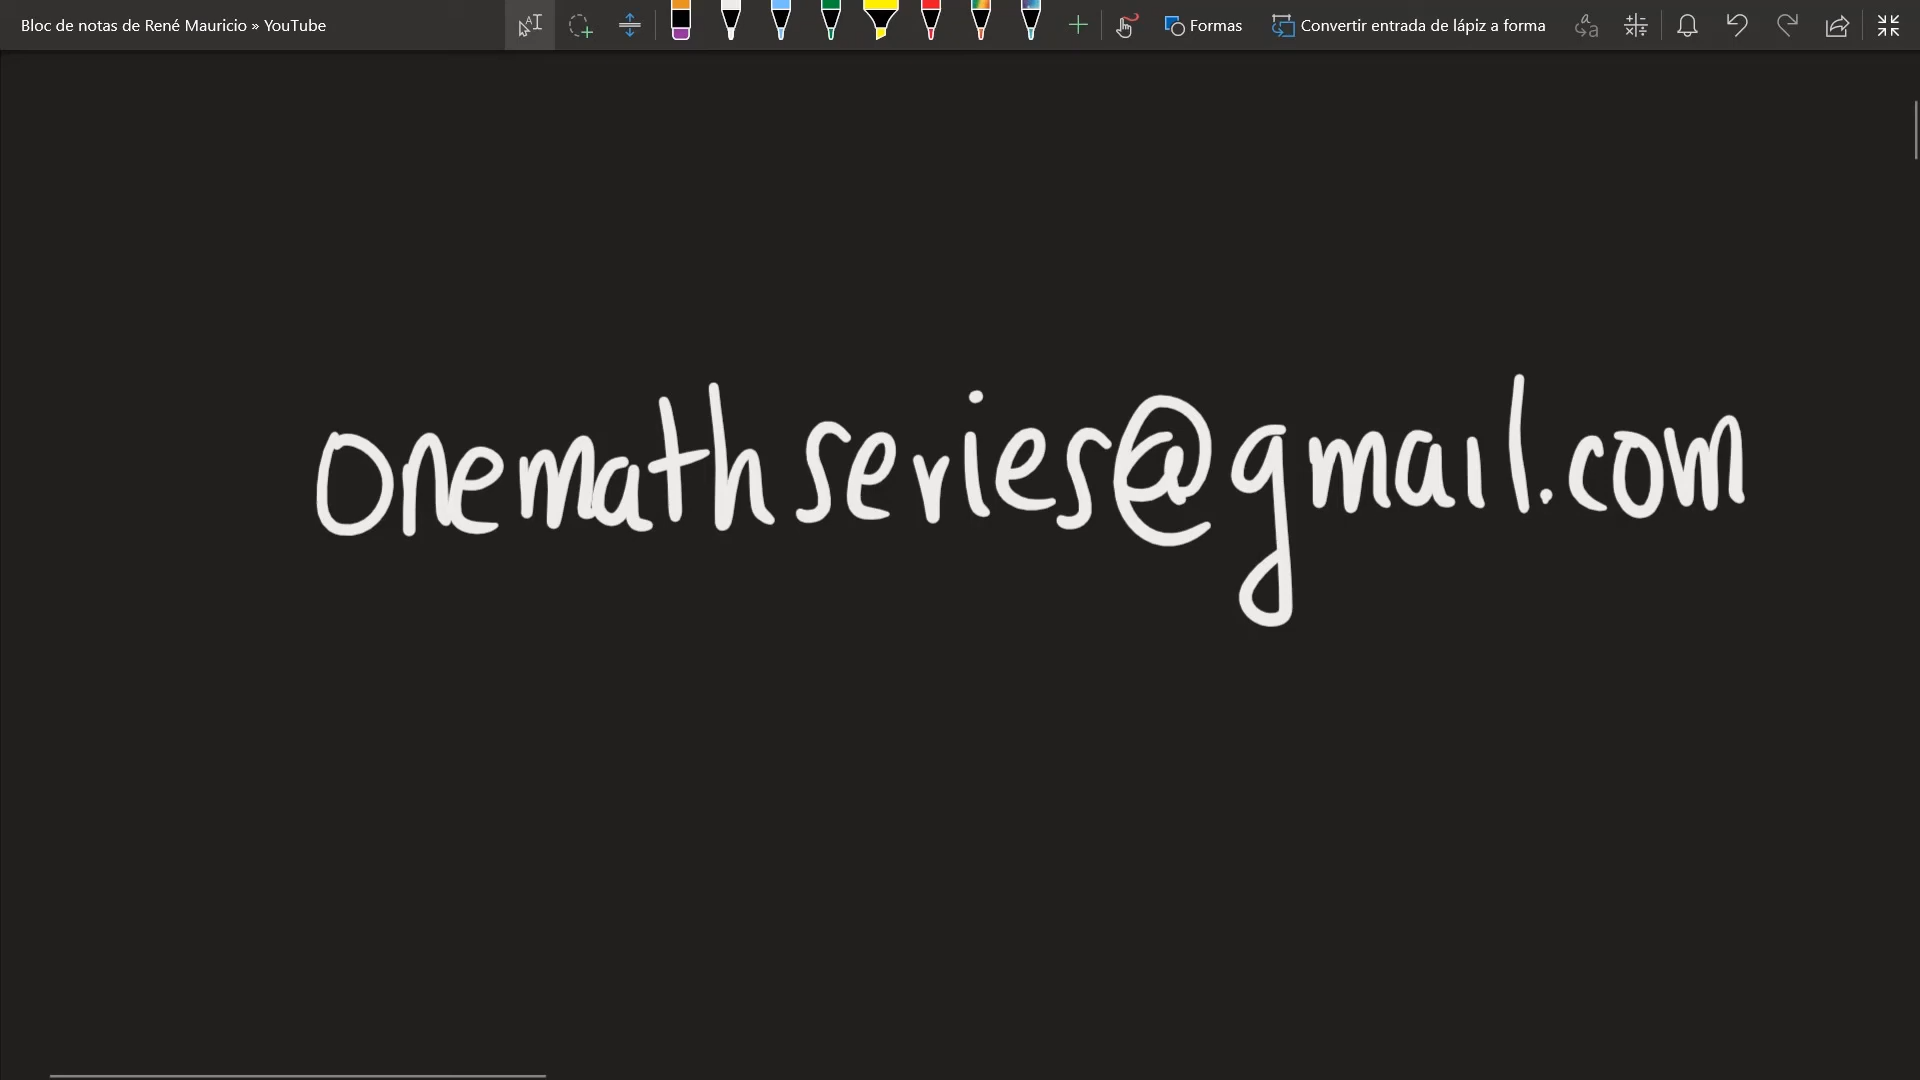 Bloc de notas de René Mauricio » YouTube
Formas
Convertir entrada de lápiz a forma
onemathseries@gmail.com